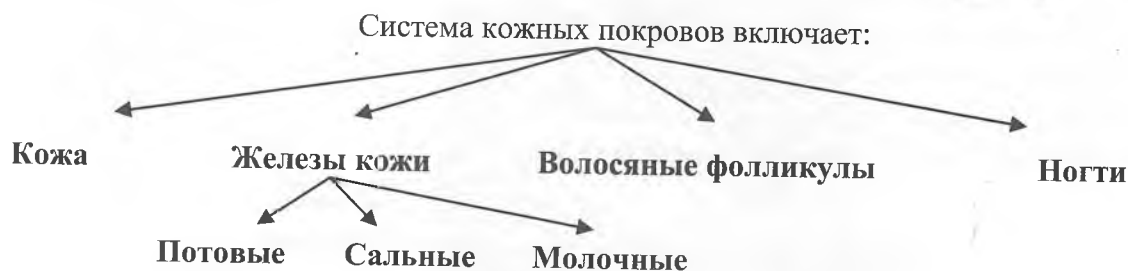 Система кожных покровов включает:
Кожа Железы кожи Волосяные фолликулы Ногти
Потовые Сальные Молочные